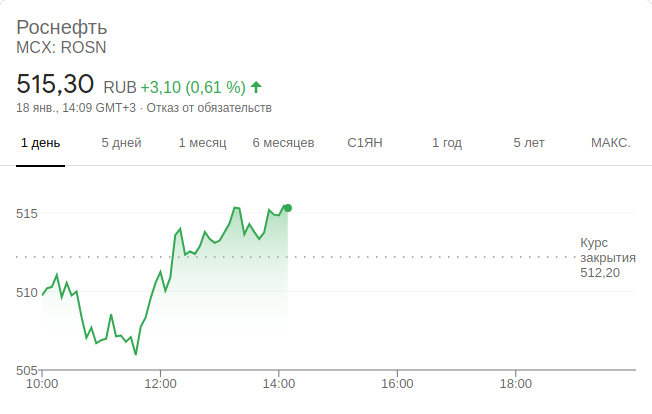 Роснефть
MCX: ROSN
515,30 RUB +3,10 (0,61 %)
18 янв., 14:09 GMT+3 · Отказ от обязательств
1 день 5 дней 1 месяц 6 месяцев С1ЯН 1 год 5 лет МАКС.
515
Курс
закрытия
512,20
510
505
10:00 12:00 14:00 16:00 18:00